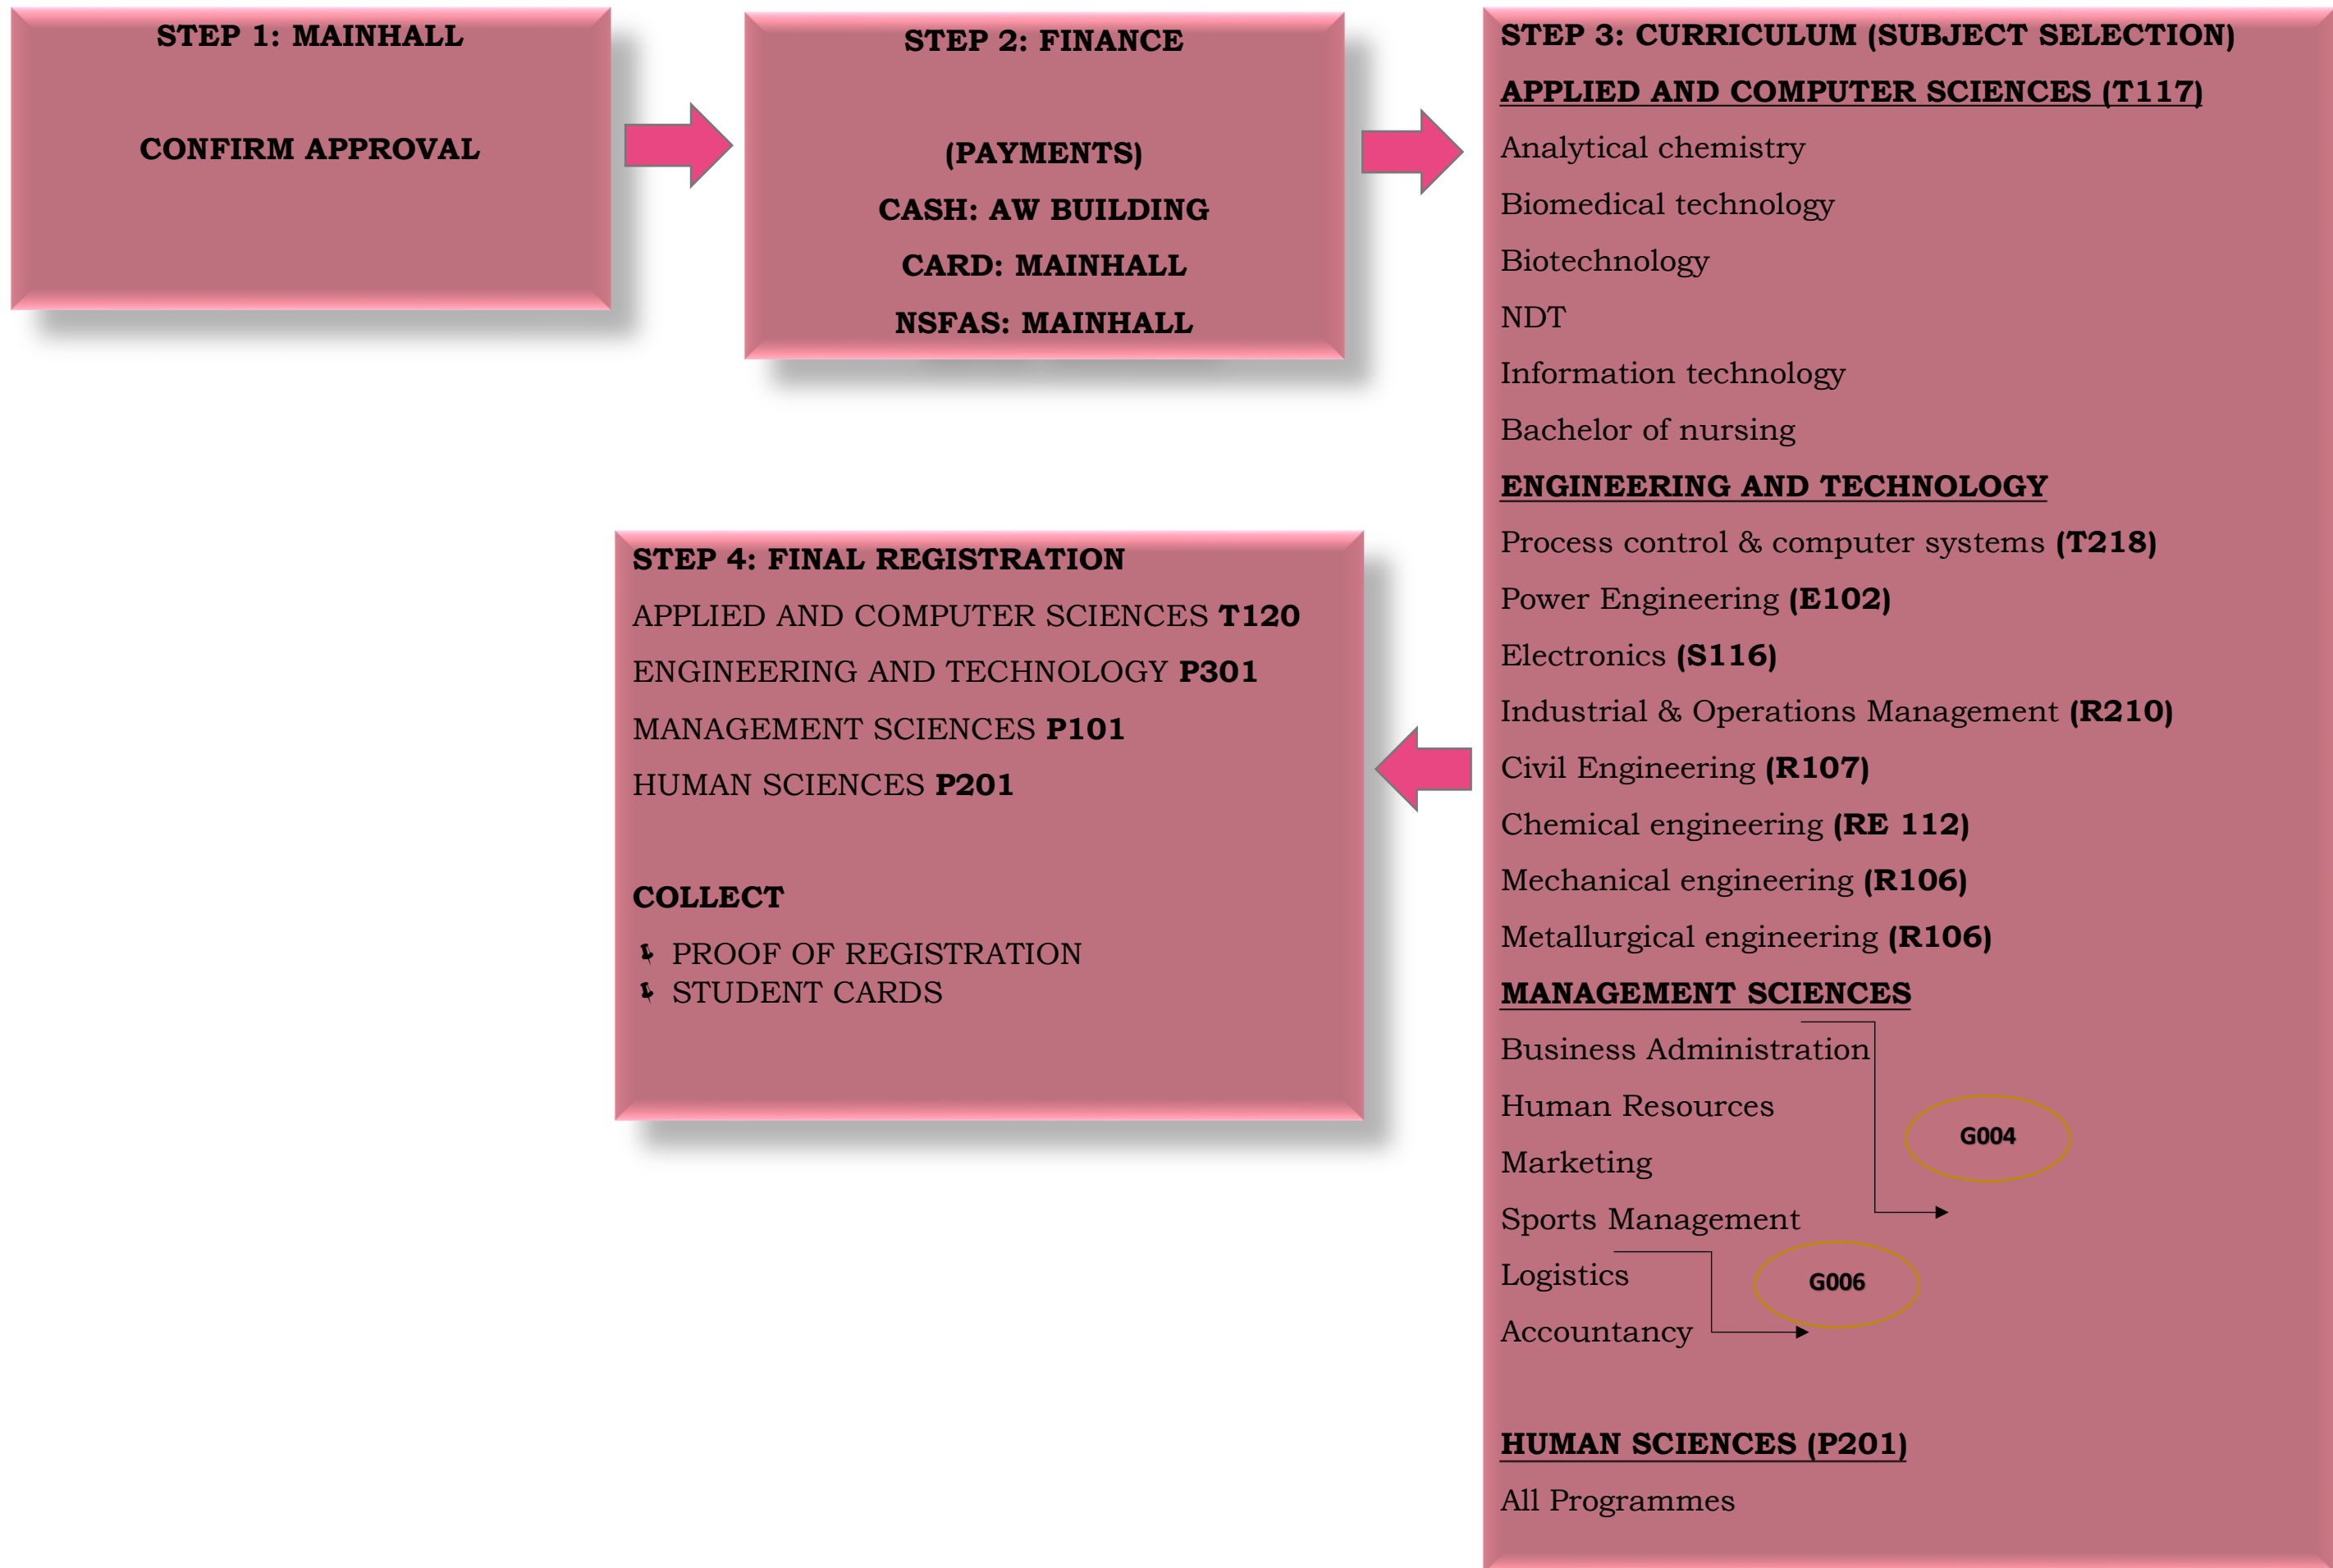 STEP 1: MAINHALL
CONFIRM APPROVAL
STEP 2: FINANCE
(PAYMENTS)
CASH: AW BUILDING
CARD: MAINHALL
NSFAS: MAINHALL
STEP 3: CURRICULUM (SUBJECT SELECTION)
APPLIED AND COMPUTER SCIENCES (T117)
Analytical chemistry
Biomedical technology
Biotechnology
NDT
Information technology
Bachelor of nursing
ENGINEERING AND TECHNOLOGY
Process control & computer systems (T218)
Power Engineering (E102)
Electronics (S116)
Industrial & Operations Management (R210)
Civil Engineering (R107)
Chemical engineering (RE 112)
Mechanical engineering (R106)
Metallurgical engineering (R106)
MANAGEMENT SCIENCES
Business Administration
Human Resources
Marketing
G004
Sports Management
Logistics
G006
Accountancy
HUMAN SCIENCES (P201)
All Programmes
STEP 4: FINAL REGISTRATION
APPLIED AND COMPUTER SCIENCES T120
ENGINEERING AND TECHNOLOGY P301
MANAGEMENT SCIENCES P101
HUMAN SCIENCES P201
COLLECT
PROOF OF REGISTRATION
STUDENT CARDS